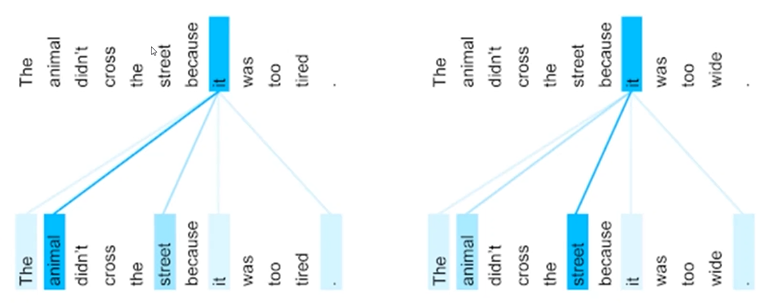 The animal didn't cross the street because it was too tired .
The animal didn't cross the street because it was too wide .
The animal didn't cross the street because it was too tired .
The animal didn't cross the street because it was too wide .